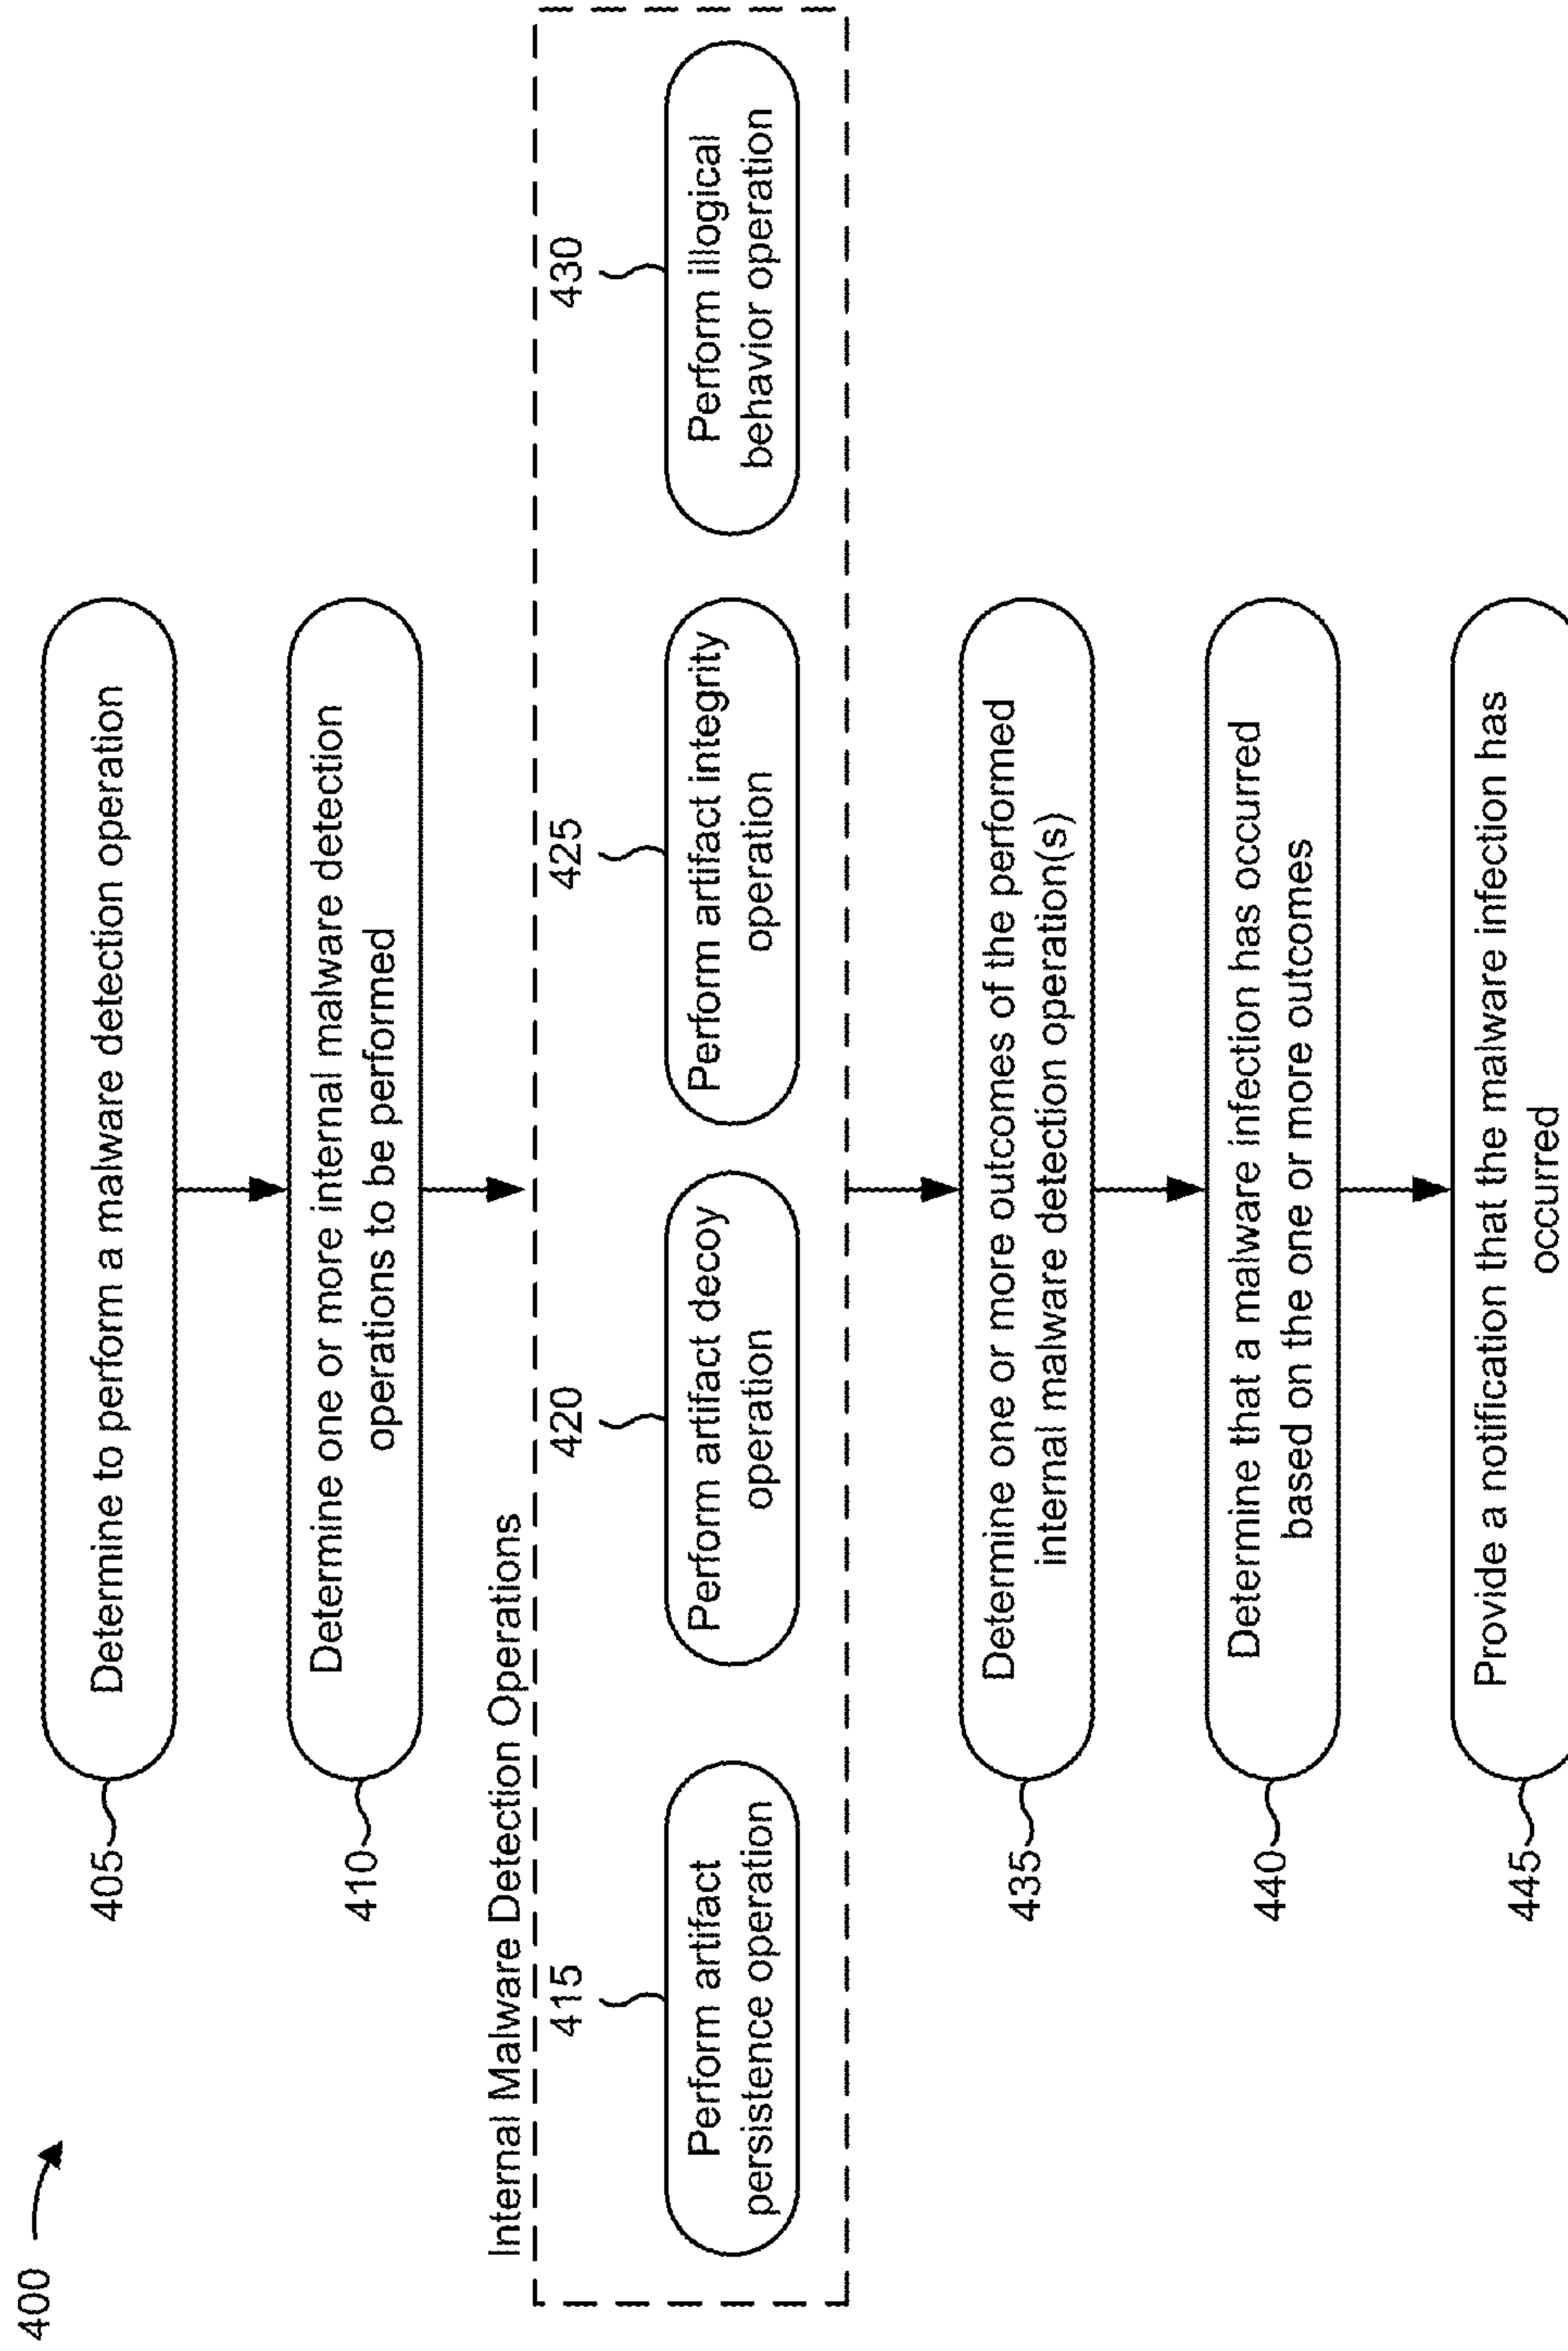 400
405
Determine to perform a malware detection operation
410
Determine one or more internal malware detection
operations to be performed
Internal Malware Detection Operations
415
Perform artifact
persistence operation
420
Perform artifact decoy
operation
425
Perform artifact integrity
operation
430
Perform illogical
behavior operation
435
Determine one or more outcomes of the performed
internal malware detection operation(s)
440
Determine that a malware infection has occurred
based on the one or more outcomes
445
Provide a notification that the malware infection has
occurred